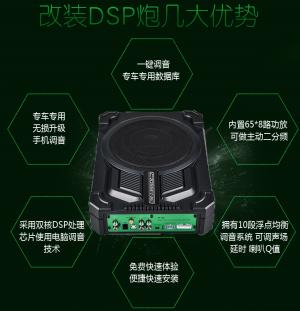 改装DSP炮几大优势
一键调音
专车专用数据库
专车专用
无损升级
手机调音
内置65*8路功放
可做主动二分频
采用双核DSP处理
芯片使用电脑调音
技术
拥有10段浮点均衡
调音系统 可调声场
延时 喇叭Q值
免费快速体验
便捷快速安装